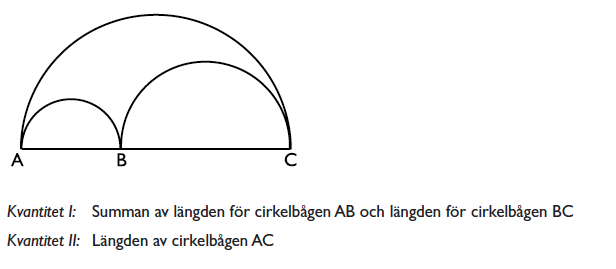 A B C
Kvantitet I: Summan av längden för cirkelbågen AB och längden för cirkelbågen BC
Kvantitet II: Längden av cirkelbågen AC